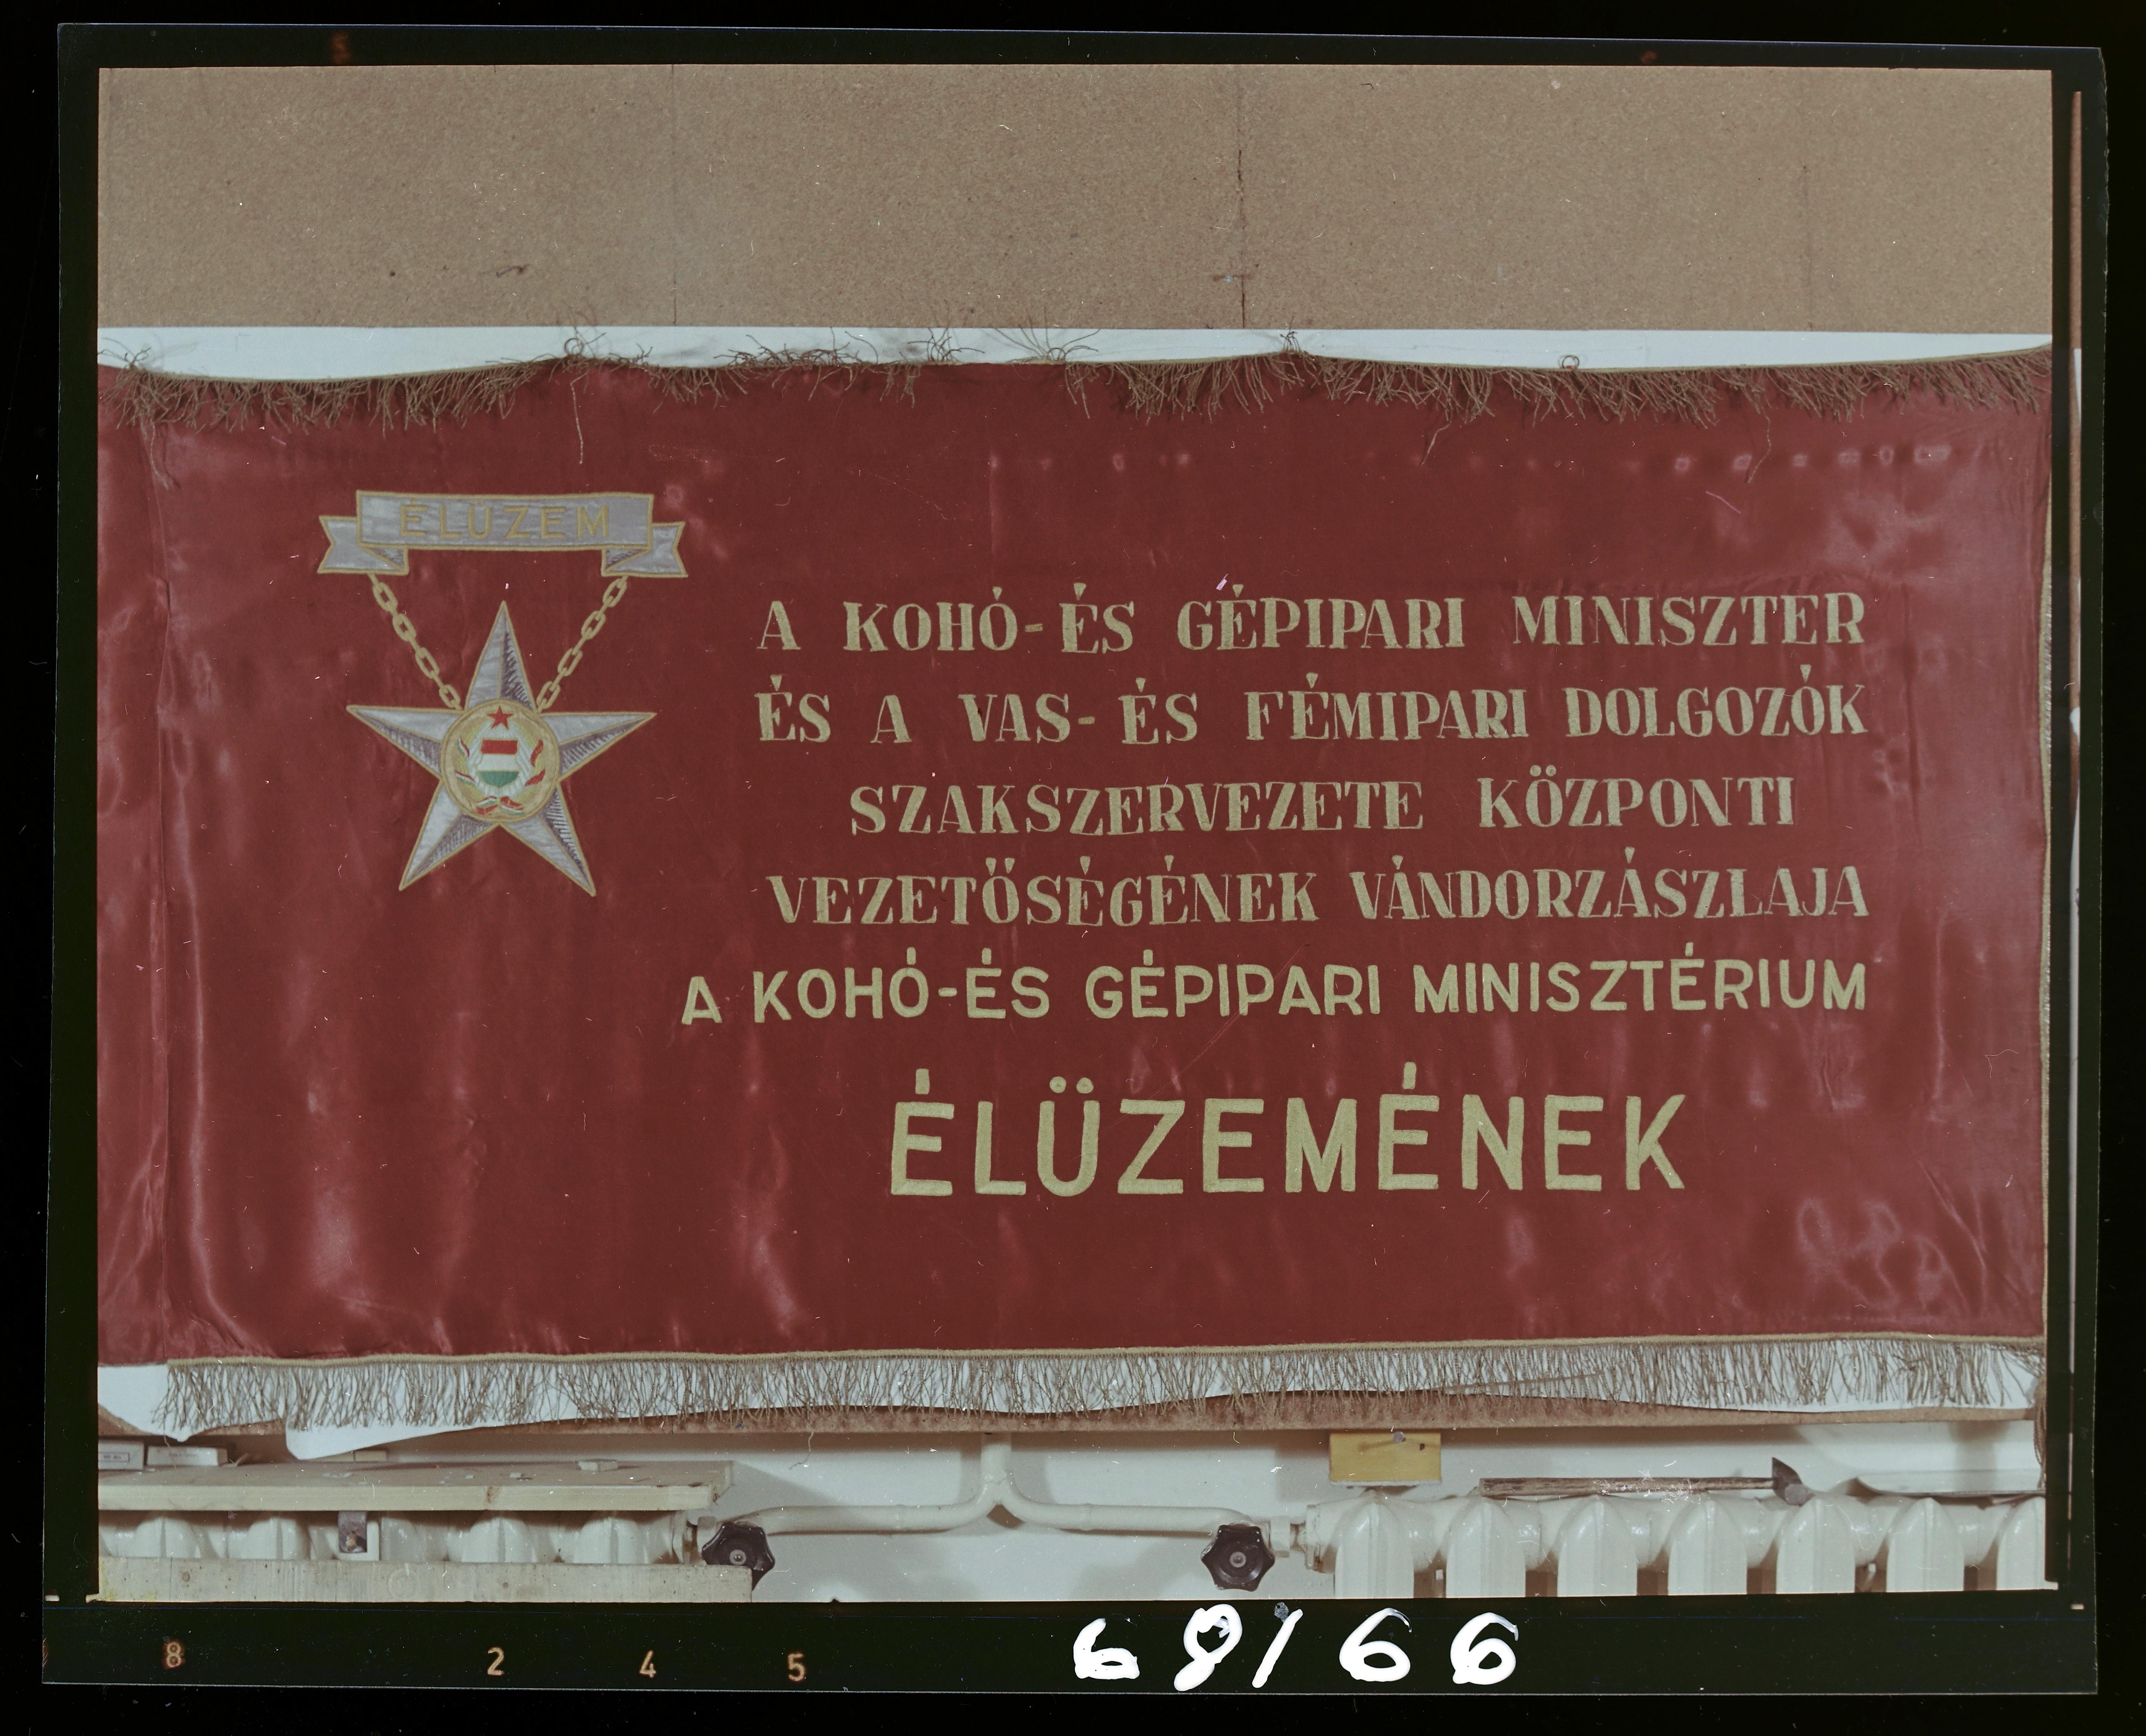 ÉLÜZEM
A KOHÓ-ÉS GÉPIPARI MINISZTER
ÉS A VAS-ÉS FÉMIPARI DOLGOZÓK
SZAKSZERVEZETE KÖZPONTI
VEZETÖSÉGÉNEK VÁNDORZÁSZLAJA
A KOHÓ-ÉS GÉPIPARI MINISZTÉRIUM
ÉLÜZEMÉNEK
8 2 4 5
69/66